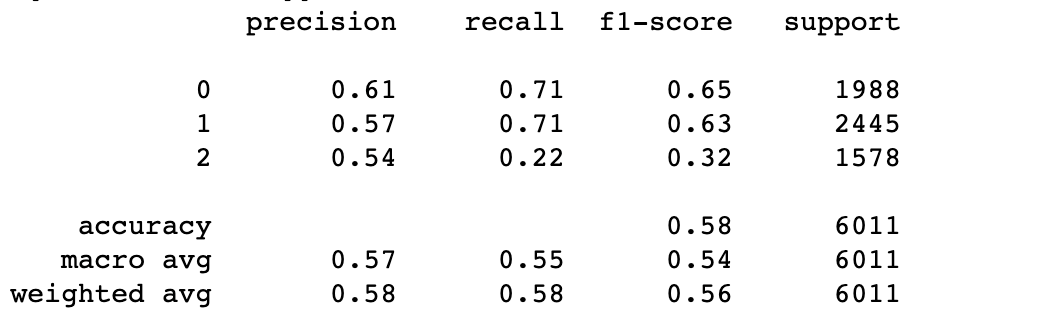 precision recall f1-score support
0 0.61 0.71 0.65 1988
1 0.57 0.71 0.63 2445
2 0.54 0.22 0.32 1578
accuracy 0.58 6011
macro avg 0.57 0.55 0.54 6011
weighted avg 0.58 0.58 0.56 6011